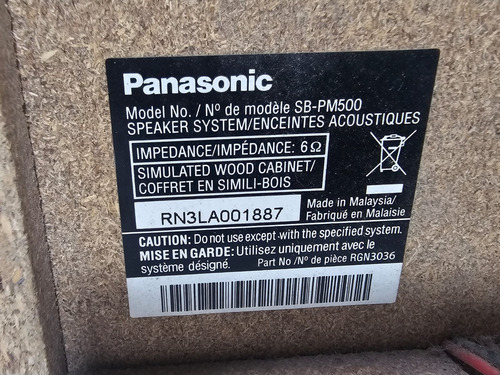 Panasonic
Model No. / Nº de modèle SB-PM500
SPEAKER SYSTEM/ENCEINTES ACOUSTIQUES
IMPEDANCE/IMPÉDANCE: 6Ω
SIMULATED WOOD CABINET/
COFFRET EN SIMILI-BOIS
RN3LA001887
Made in Malaysia/
Fabriqué en Malaisie
CAUTION: Do not use except with the specified system.
MISE EN GARDE: Utilisez uniquement avec le
système désigné.
Part No /Nº de pièce RGN3036